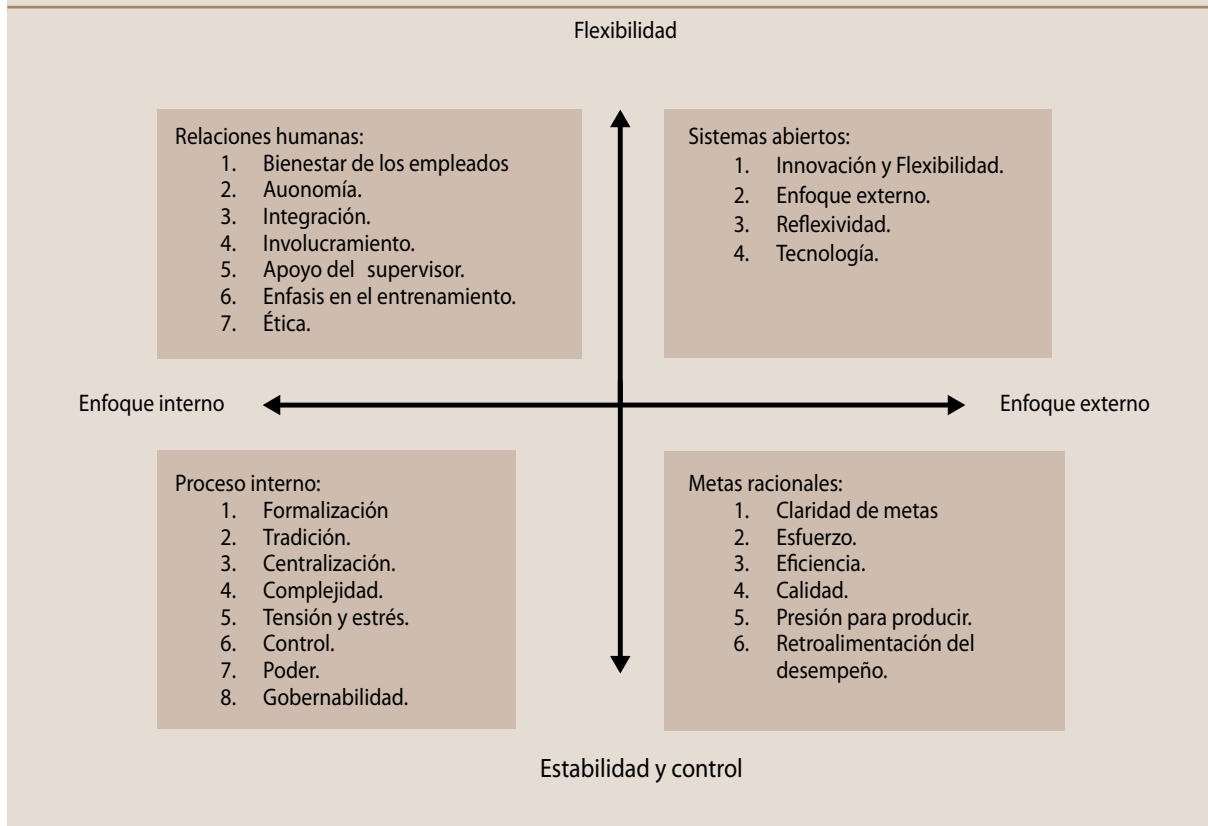 Flexibilidad
Relaciones humanas:
1. Bienestar de los empleados
2. Auonomía.
3. Integración.
4. Involucramiento.
5. Apoyo del supervisor.
6. Enfasis en el entrenamiento.
7. Ética.
Sistemas abiertos:
1. Innovación y Flexibilidad.
2. Enfoque externo.
3. Reflexividad.
4. Tecnología.
Enfoque interno
Enfoque externo
Proceso interno:
1. Formalización
2. Tradición.
3. Centralización.
4. Complejidad.
5. Tensión y estrés.
6. Control.
7. Poder.
8. Gobernabilidad.
Metas racionales:
1. Claridad de metas
2. Esfuerzo.
3. Eficiencia.
4. Calidad.
5. Presión para producir.
6. Retroalimentación del
desempeño.
Estabilidad y control